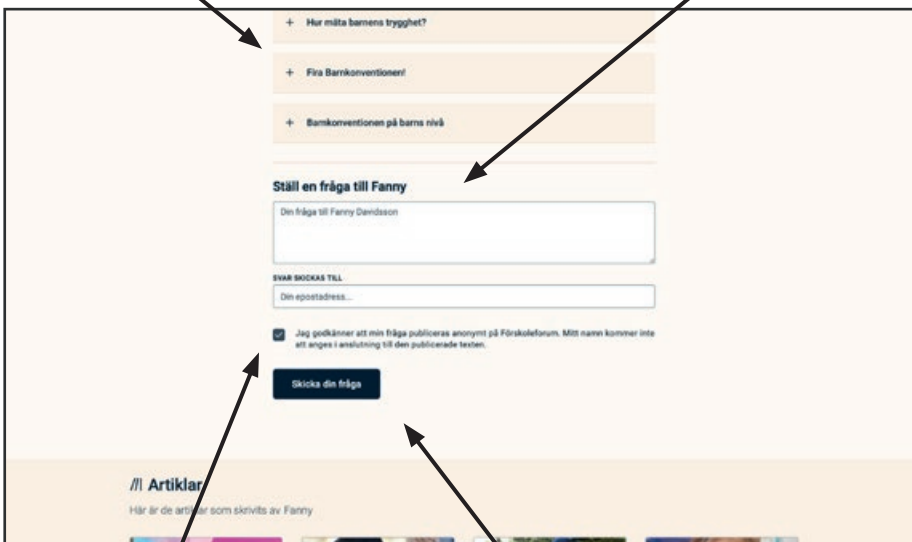 + Hur mäta barnens trygghet?
+ Fira Barnkonventionen!
+ Barnkonventionen på barns nivå
Ställ en fråga till Fanny
Din fråga till Fanny Davidsson
SVAR SKICKAS TILL
Din epostadress...
Jag godkänner att min fråga publiceras anonymt på Förskoleforum. Mitt namn kommer inte
att anges i anslutning till den publicerade texten.
Skicka din fråga
/// Artiklar
Här är de artiklar som skrivits av Fanny